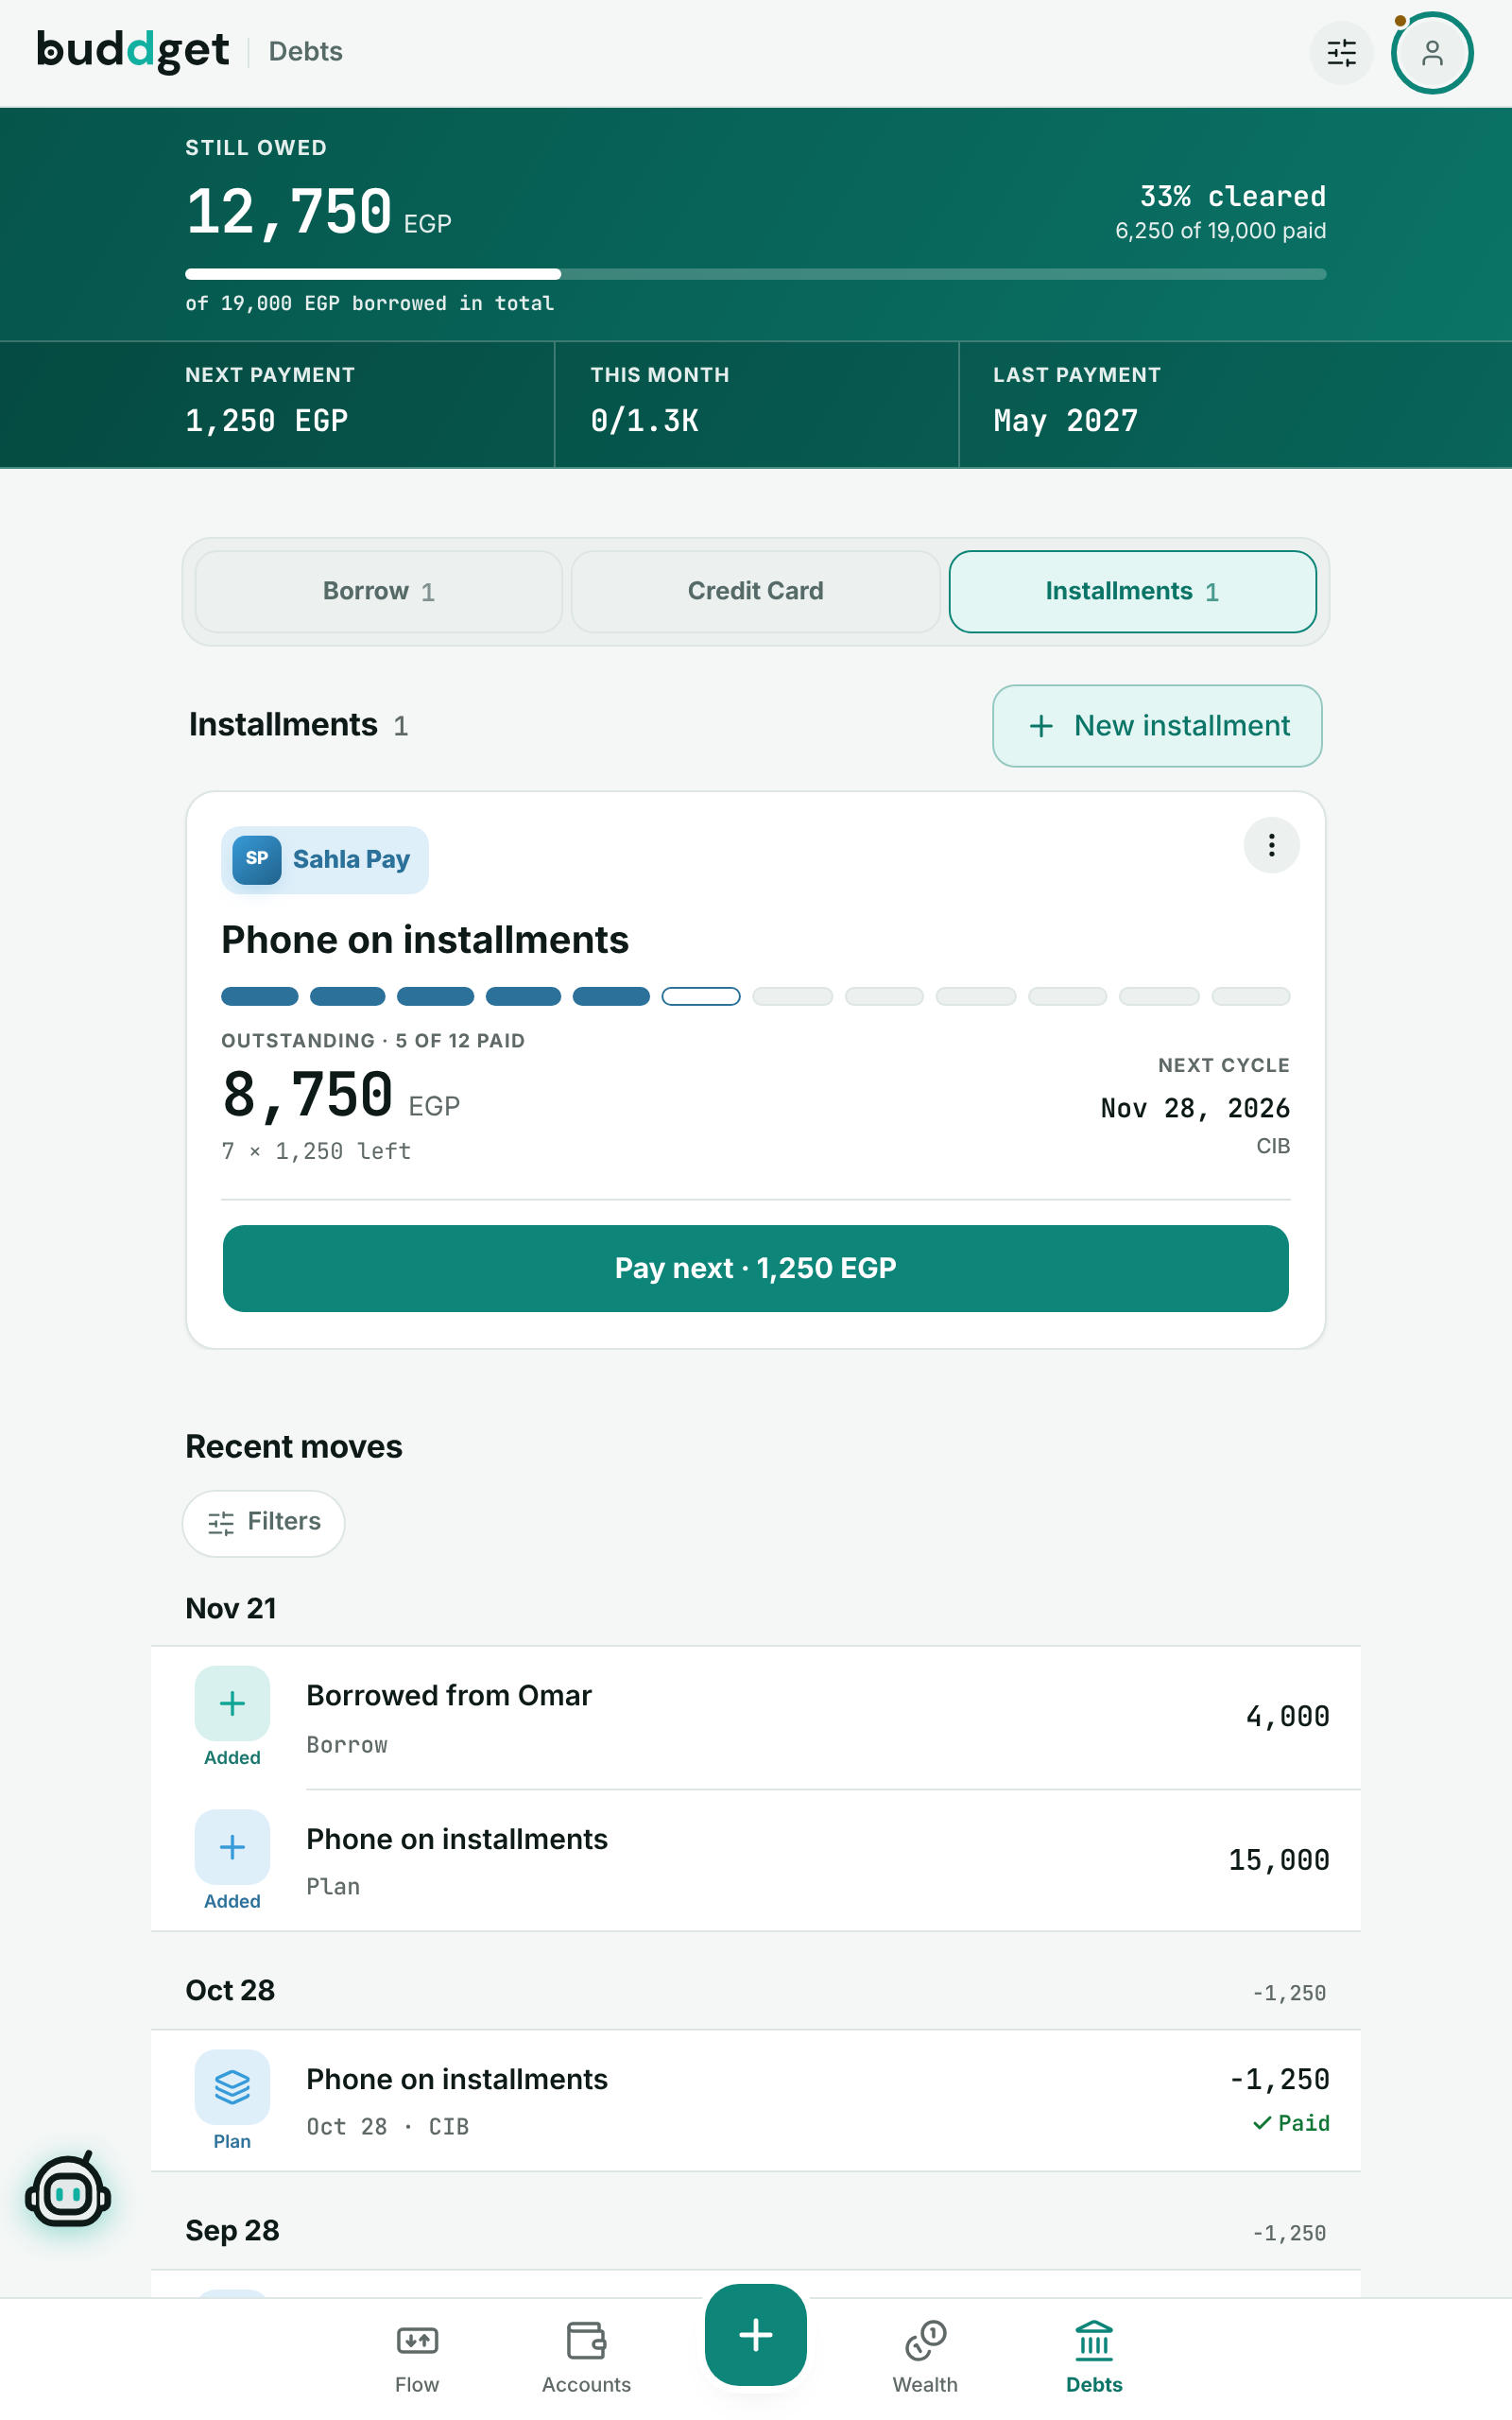 buddget
Debts
STILL OWED
12,750 EGP
33% cleared
6,250 of 19,000 paid
of 19,000 EGP borrowed in total
NEXT PAYMENT
1,250 EGP
THIS MONTH
0/1.3K
LAST PAYMENT
May 2027
Borrow 1
Credit Card
Installments 1
Installments 1
New installment
SP
Sahla Pay
Phone on installments
OUTSTANDING · 5 OF 12 PAID
8,750 EGP
7 × 1,250 left
NEXT CYCLE
Nov 28, 2026
CIB
Pay next · 1,250 EGP
Recent moves
Filters
Nov 21
Added
Borrowed from Omar
Borrow
4,000
Added
Phone on installments
Plan
15,000
Oct 28
-1,250
Plan
Phone on installments
Oct 28 · CIB
-1,250
Paid
Sep 28
-1,250
Flow
Accounts
Wealth
Debts